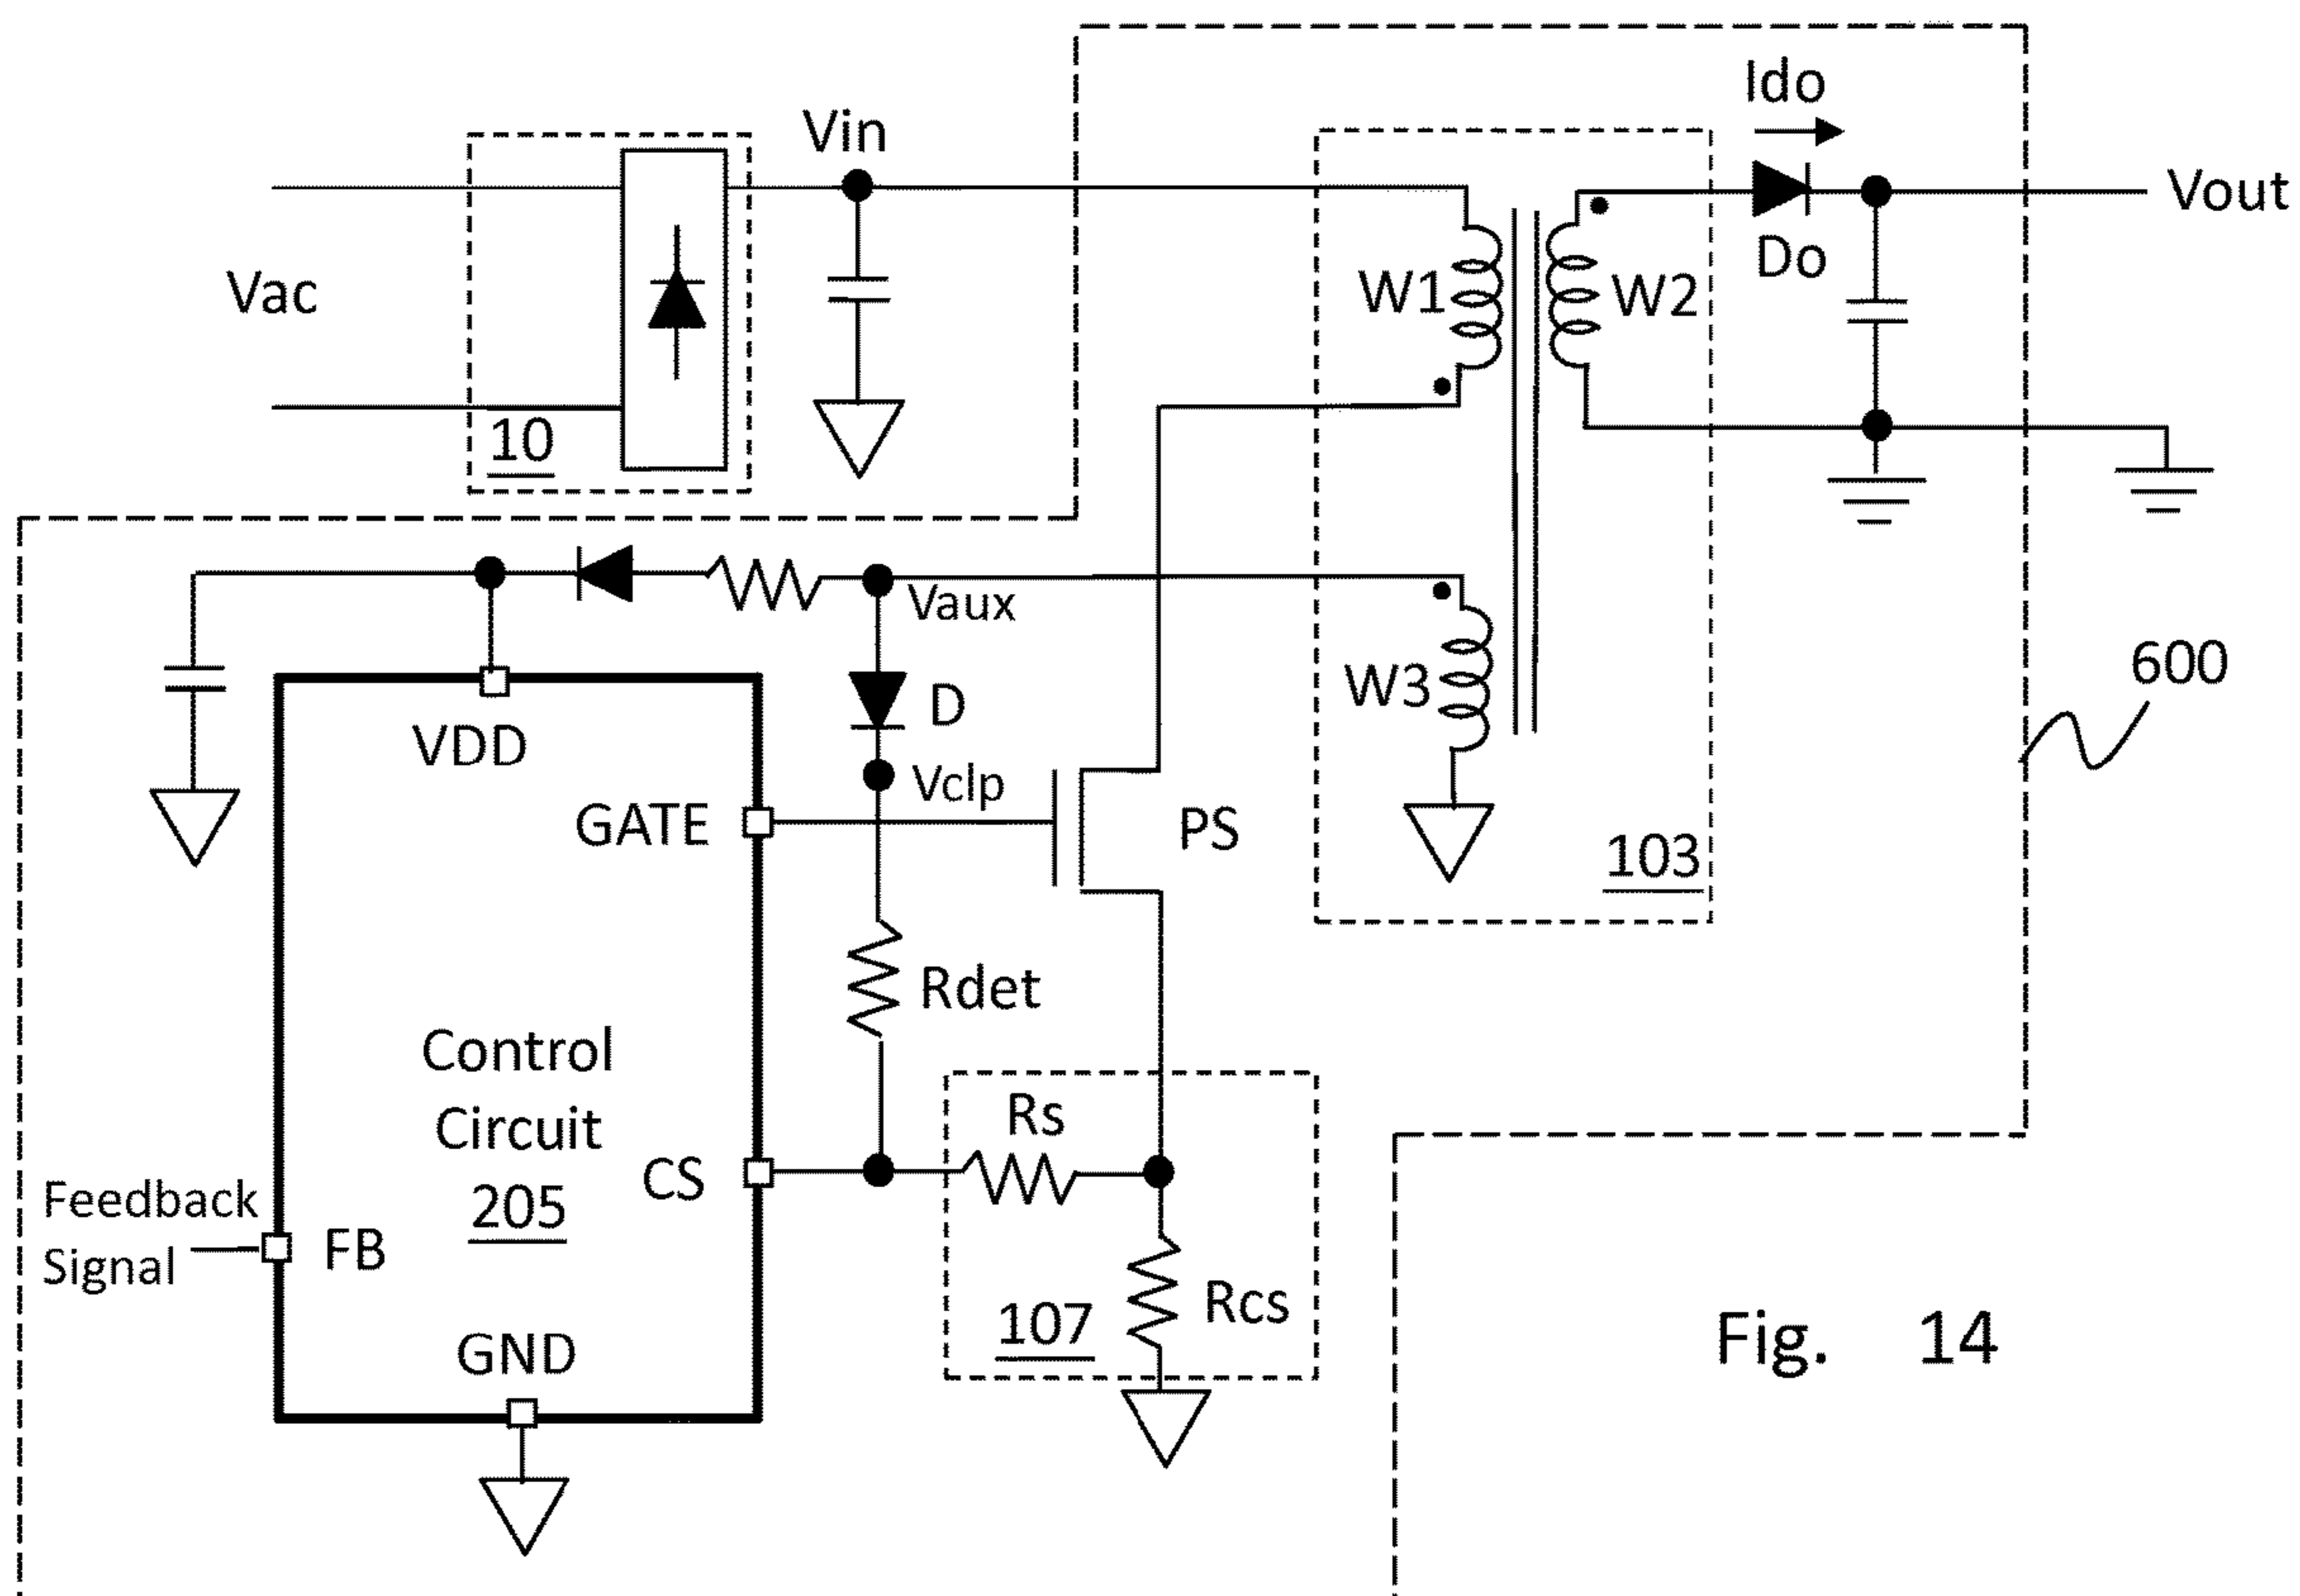 Ido
Vin
Vout
Vac
Do
W1
W2
10
Vaux
W3
600
D
VDD
Vclp
GATE
PS
103
Rdet
Control
Circuit
205
Rs
CS
Feedback
Signal
FB
Rcs
107
GND
Fig. 14